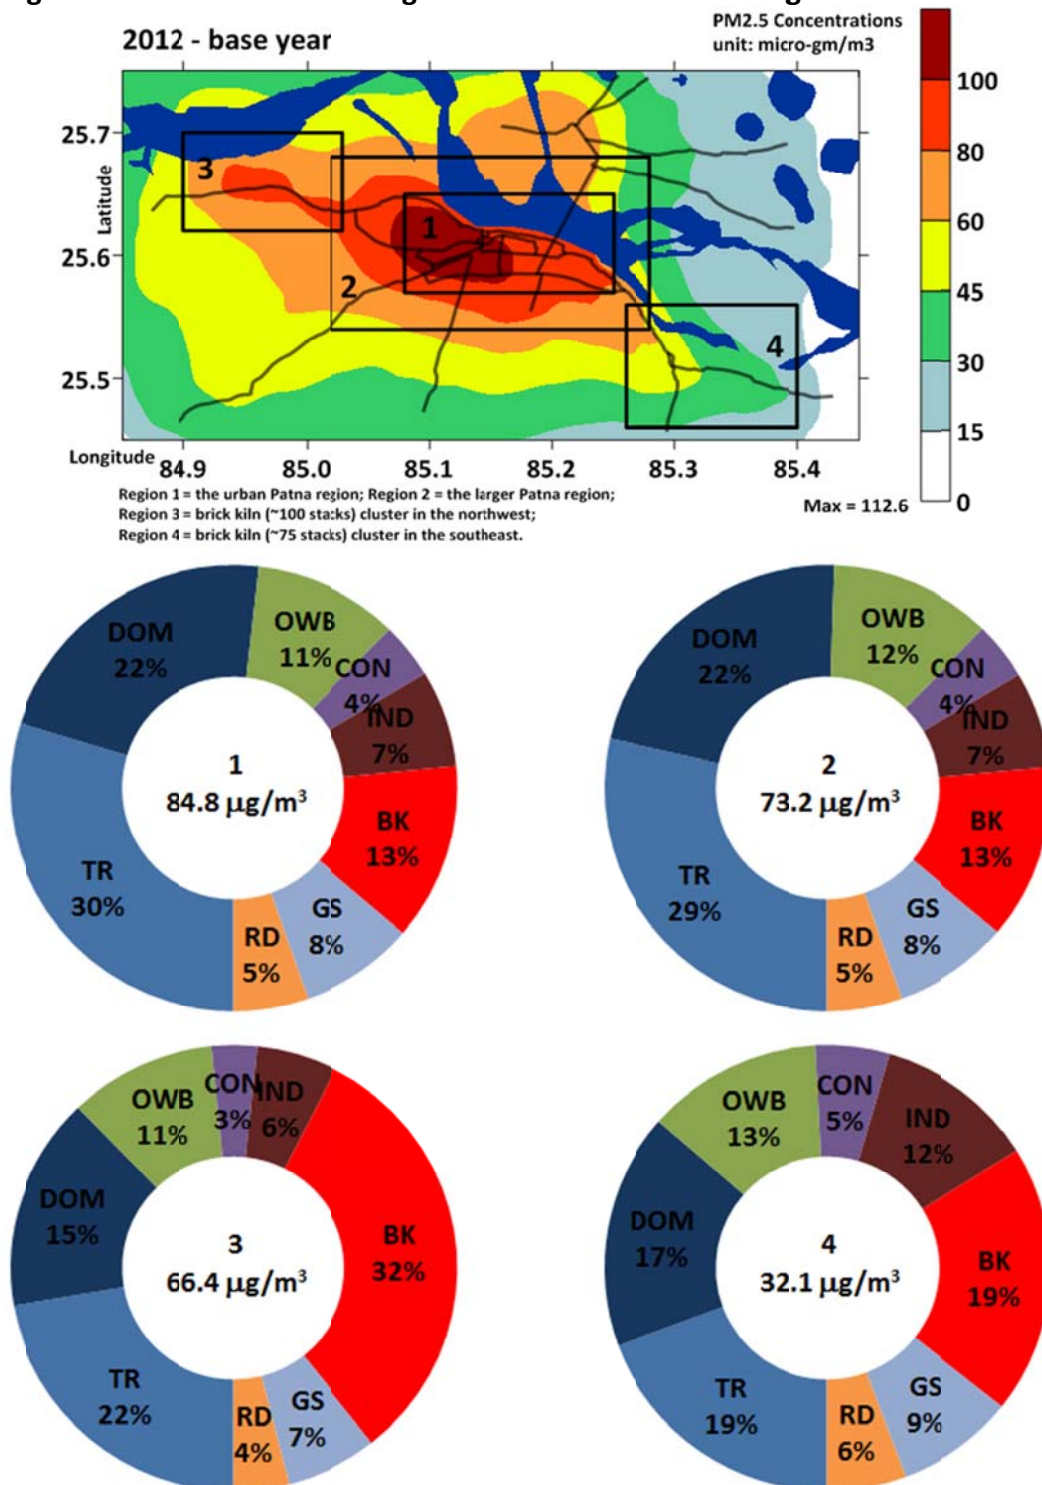 2012 - base year
PM2.5 Concentrations
unit: micro-gm/m3
100
80
60
45
30
15
0
25.7
25.6
25.5
Latitude
3
1
2
4
Longitude
84.9 85.0 85.1 85.2 85.3 85.4
Region 1 = the urban Patna region; Region 2 = the larger Patna region;
Region 3 = brick kiln (~100 stacks) cluster in the northwest;
Region 4 = brick kiln (~75 stacks) cluster in the southeast.
Max = 112.6
DOM
22%
OWB
11%
CON
4%
IND
7%
BK
13%
GS
8%
RD
5%
TR
30%
1
84.8 µg/m³
DOM
22%
OWB
12%
CON
4%
IND
7%
BK
13%
GS
8%
RD
5%
TR
29%
2
73.2 µg/m³
DOM
15%
OWB
11%
CON
3%
IND
6%
BK
32%
GS
7%
RD
4%
TR
22%
3
66.4 µg/m³
DOM
17%
OWB
13%
CON
5%
IND
12%
BK
19%
GS
9%
RD
6%
TR
19%
4
32.1 µg/m³